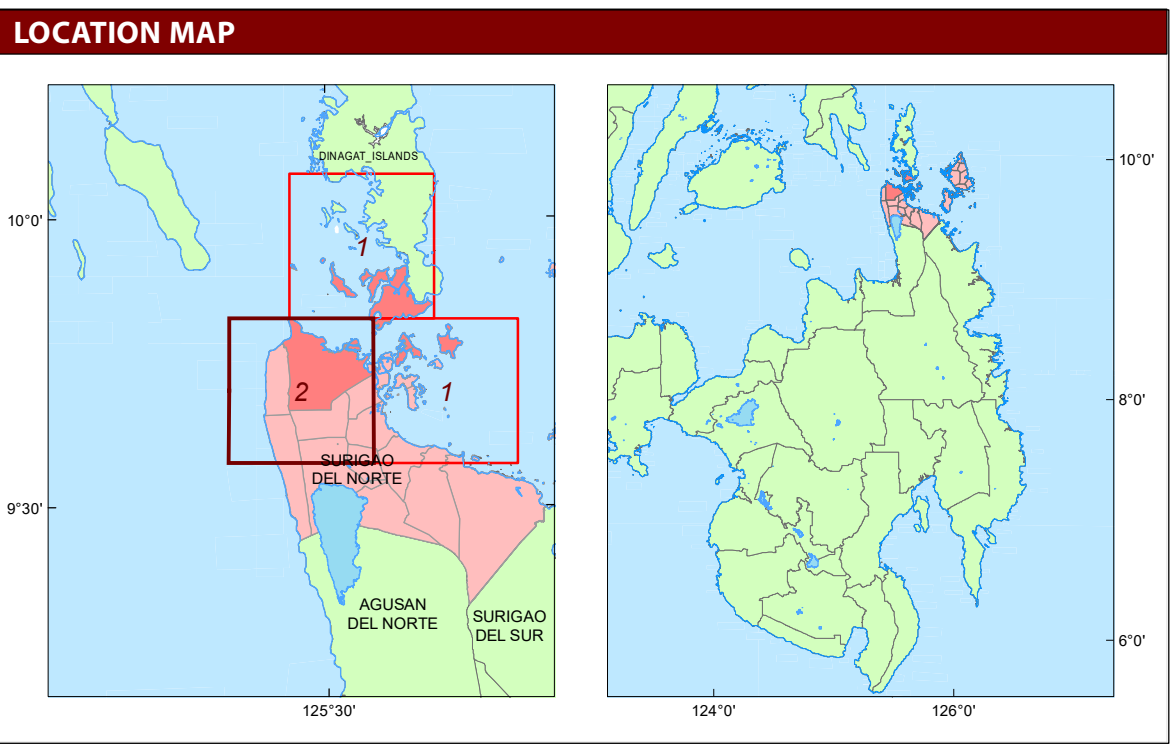 LOCATION MAP
DINAGAT_ISLANDS
10°0'
1
2
1
SURIGAO
DEL NORTE
9°30'
AGUSAN
DEL NORTE
SURIGAO
DEL SUR
125°30'
10°0'
8°0'
6°0'
124°0'
126°0'